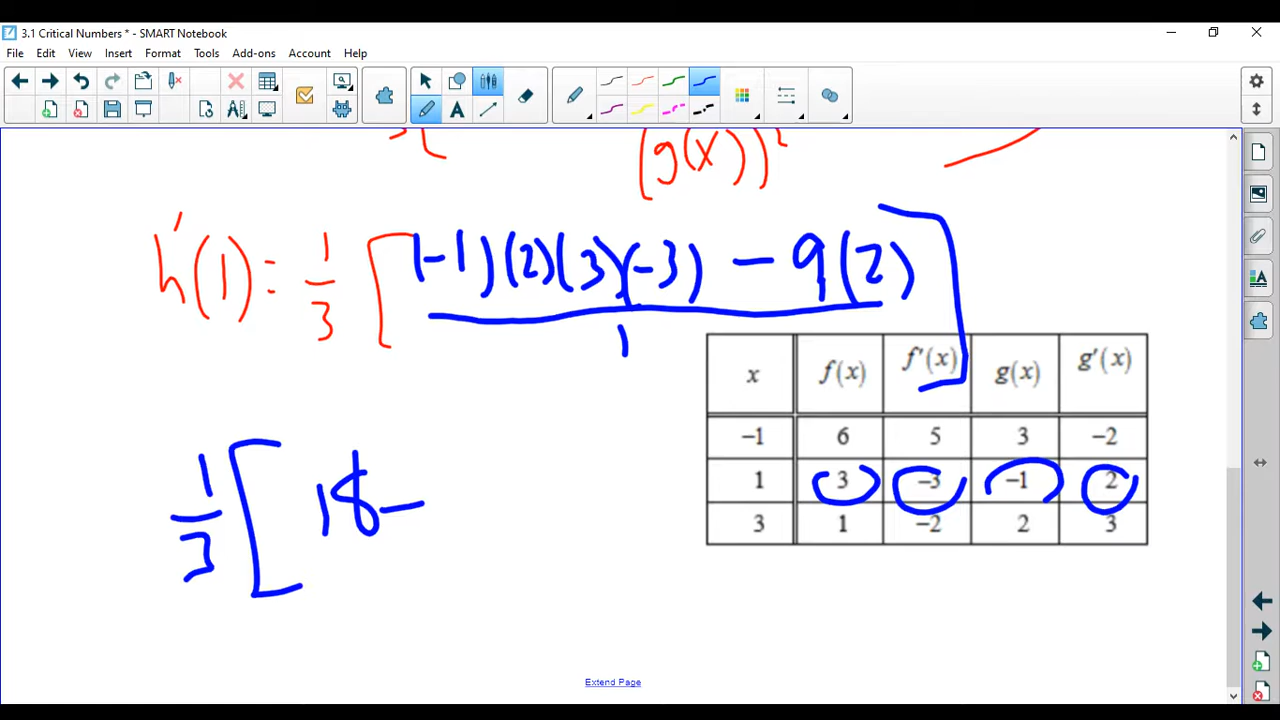 3.1 Critical Numbers * - SMART Notebook
File Edit View Insert Format Tools Add-ons Account Help
(g(x))²
h'(1) = 1/3 [ (-1)(2)(3)(-3) - 9(2) / 1 ]
x f(x) f'(x) g(x) g'(x)
-1 6 5 3 -2
1 3 -3 -1 2
3 1 -2 2 3
1/3 [ 18 -
Extend Page